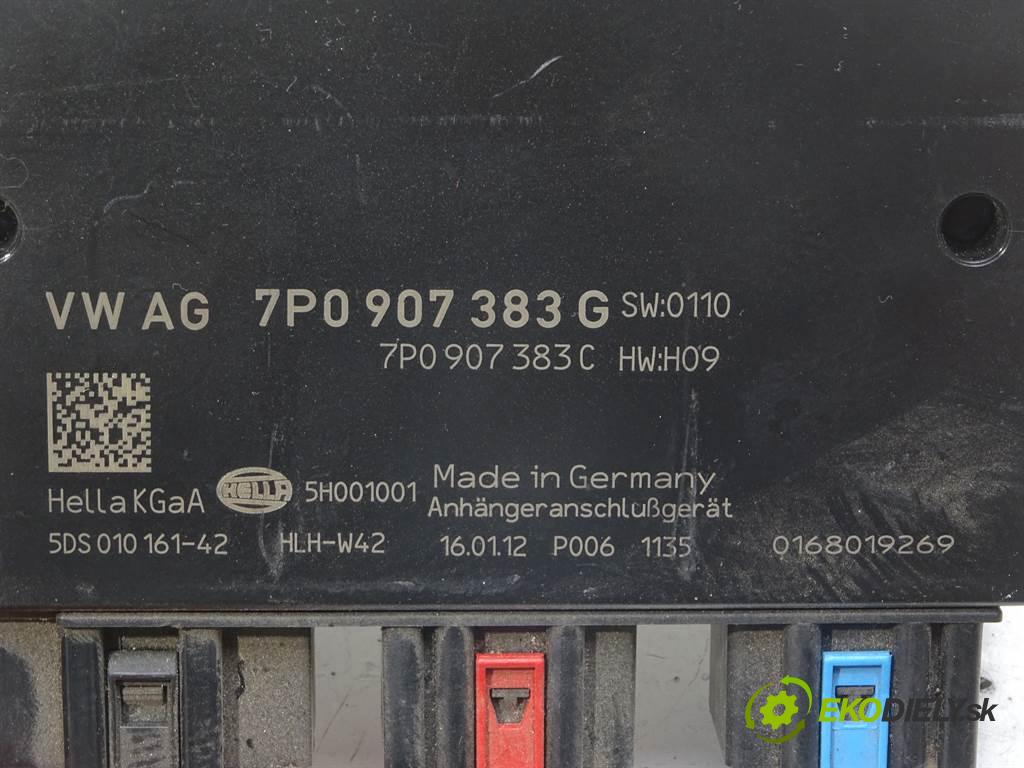 VW AG 7P0 907 383 G SW:0110
7P0 907 383 C HW:H09
Hella KGaA HELLA 5H001001 Made in Germany
Anhängeranschlußgerät
5DS 010 161-42 HLH-W42 16.01.12 P006 1135 0168019269
EKODIELY.sk